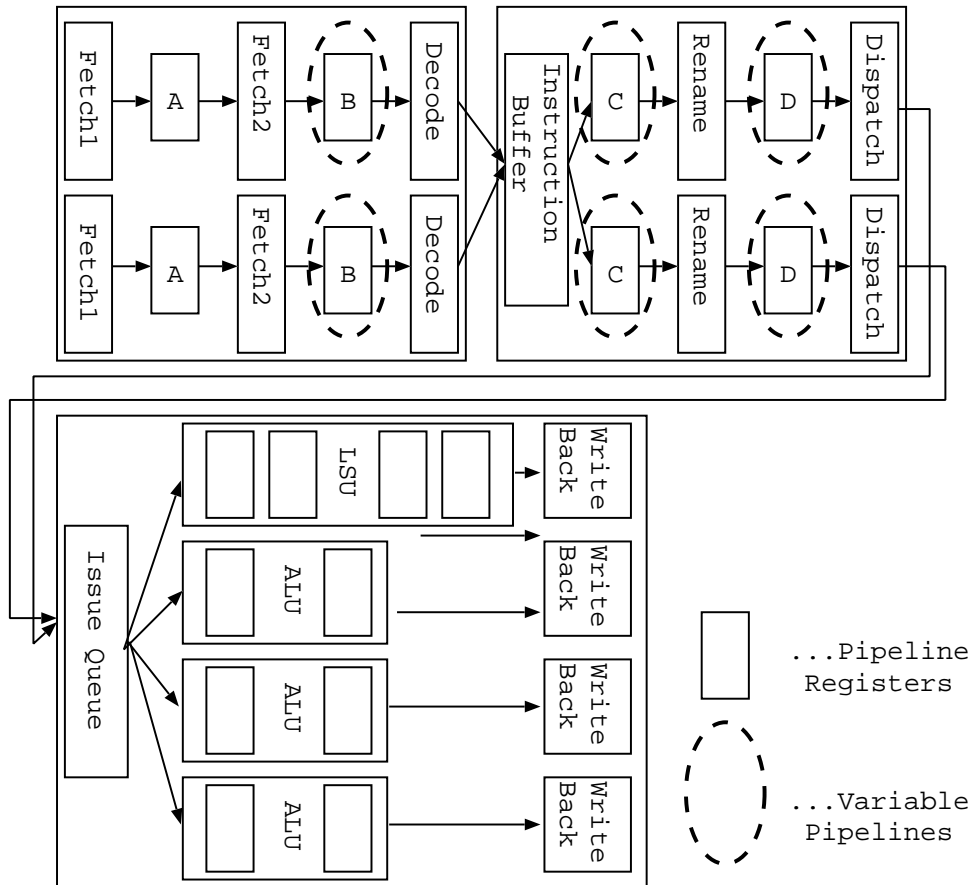 Fetch1
A
Fetch2
B
Decode
Instruction
Buffer
C
Rename
D
Dispatch
Fetch1
A
Fetch2
B
Decode
C
Rename
D
Dispatch
LSU
Write
Back
Issue Queue
ALU
Write
Back
ALU
Write
Back
ALU
Write
Back
...Pipeline
Registers
...Variable
Pipelines